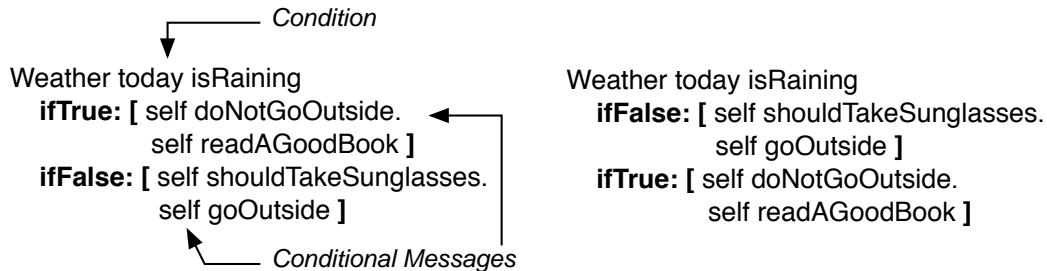 Condition
Weather today isRaining
ifTrue: [ self doNotGoOutside.
self readAGoodBook ]
ifFalse: [ self shouldTakeSunglasses.
self goOutside ]
Conditional Messages
Weather today isRaining
ifFalse: [ self shouldTakeSunglasses.
self goOutside ]
ifTrue: [ self doNotGoOutside.
self readAGoodBook ]